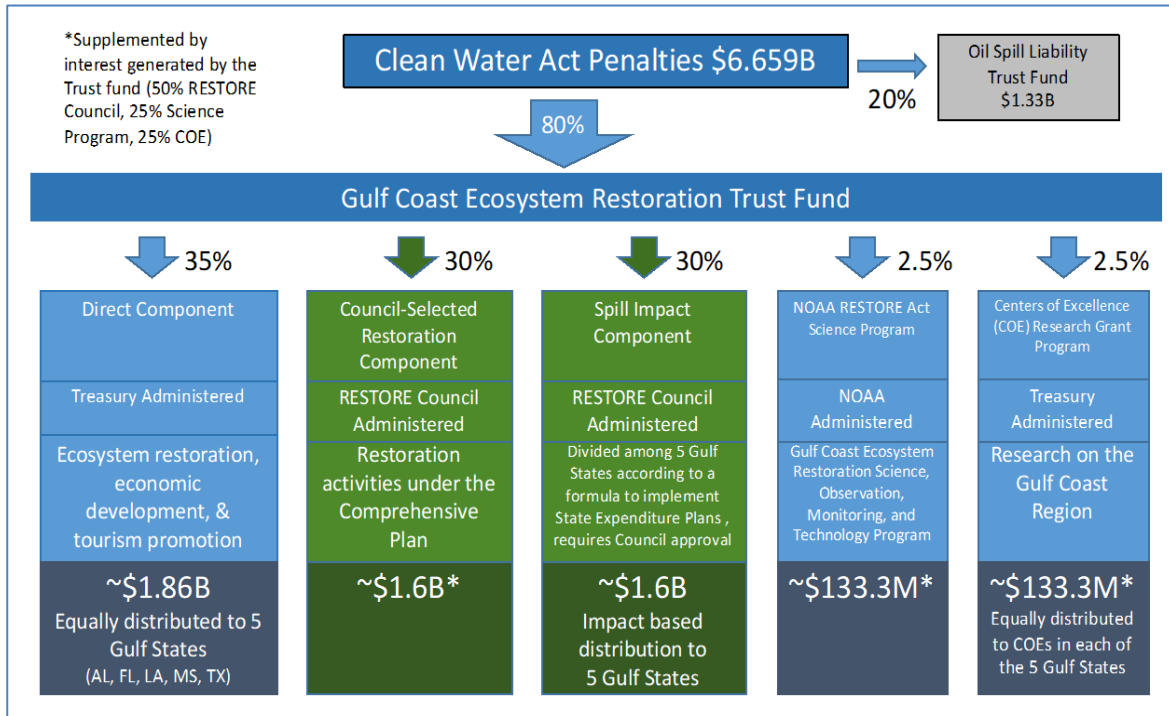 *Supplemented by
interest generated by the
Trust fund (50% RESTORE
Council, 25% Science
Program, 25% COE)
Clean Water Act Penalties $6.659B
20%
Oil Spill Liability
Trust Fund
$1.33B
80%
Gulf Coast Ecosystem Restoration Trust Fund
35%
30%
30%
2.5%
2.5%
Direct Component
Treasury Administered
Ecosystem restoration,
economic
development, &
tourism promotion
~$1.86B
Equally distributed to 5
Gulf States
(AL, FL, LA, MS, TX)
Council-Selected
Restoration
Component
RESTORE Council
Administered
Restoration
activities under the
Comprehensive
Plan
~$1.6B*
Spill Impact
Component
RESTORE Council
Administered
Divided among 5 Gulf
States according to a
formula to implement
State Expenditure Plans ,
requires Council approval
~$1.6B
Impact based
distribution to
5 Gulf States
NOAA RESTORE Act
Science Program
NOAA
Administered
Gulf Coast Ecosystem
Restoration Science,
Observation,
Monitoring, and
Technology Program
~$133.3M*
Centers of Excellence
(COE) Research Grant
Program
Treasury
Administered
Research on the
Gulf Coast
Region
~$133.3M*
Equally distributed
to COEs in each of
the 5 Gulf States